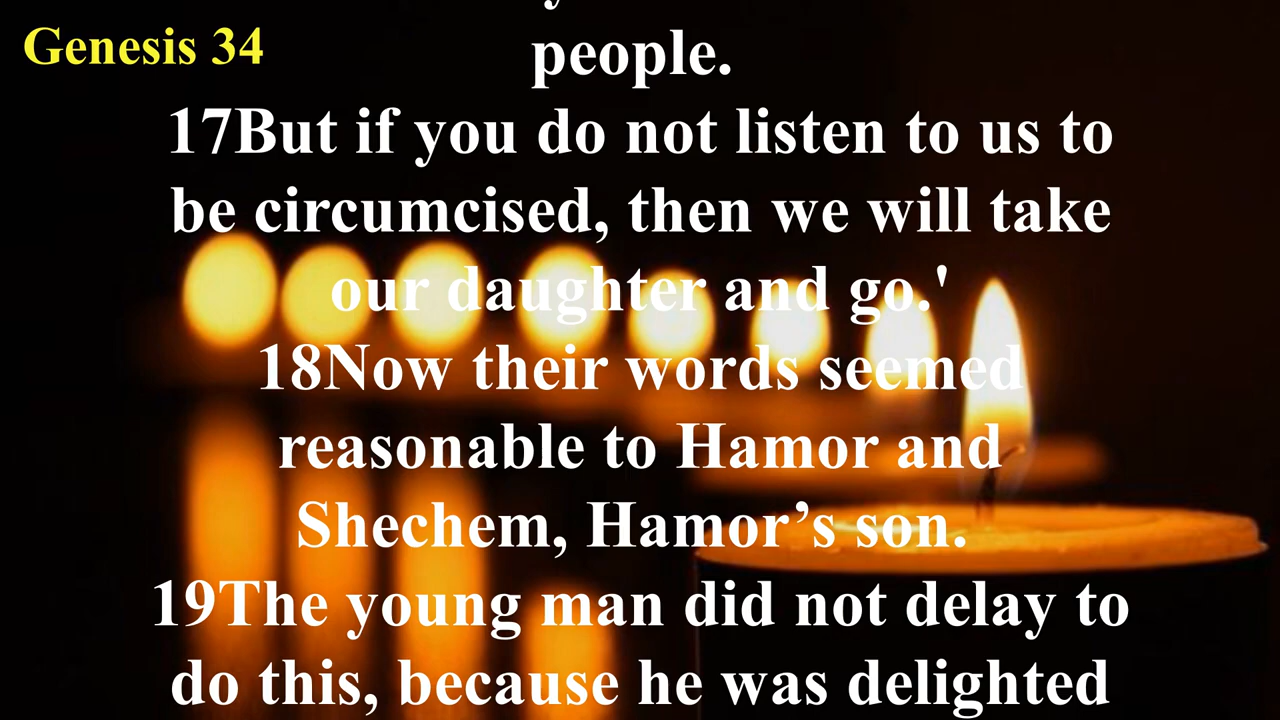 Genesis 34
people.
17But if you do not listen to us to
be circumcised, then we will take
our daughter and go.'
18Now their words seemed
reasonable to Hamor and
Shechem, Hamor’s son.
19The young man did not delay to
do this, because he was delighted